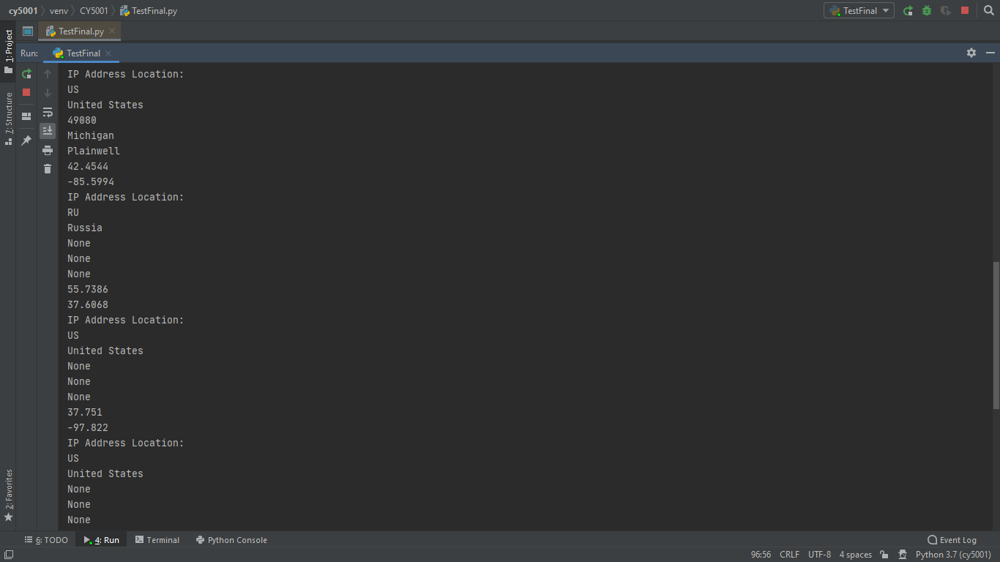 cy5001 venv CY5001 TestFinal.py TestFinal
1: Project TestFinal.py
Run: TestFinal
7: Structure
2: Favorites
IP Address Location:
US
United States
49080
Michigan
Plainwell
42.4544
-85.5994
IP Address Location:
RU
Russia
None
None
None
55.7386
37.6068
IP Address Location:
US
United States
None
None
None
37.751
-97.822
IP Address Location:
US
United States
None
None
None
6: TODO 4: Run Terminal Python Console Event Log
96:56 CRLF UTF-8 4 spaces Python 3.7 (cy5001)